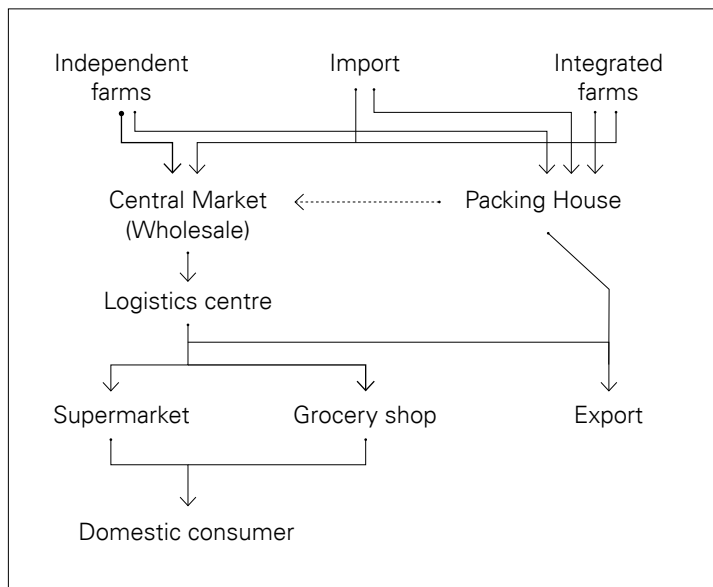 Independent
farms
Import
Integrated
farms
Central Market
(Wholesale)
Packing House
Logistics centre
Supermarket
Grocery shop
Export
Domestic consumer